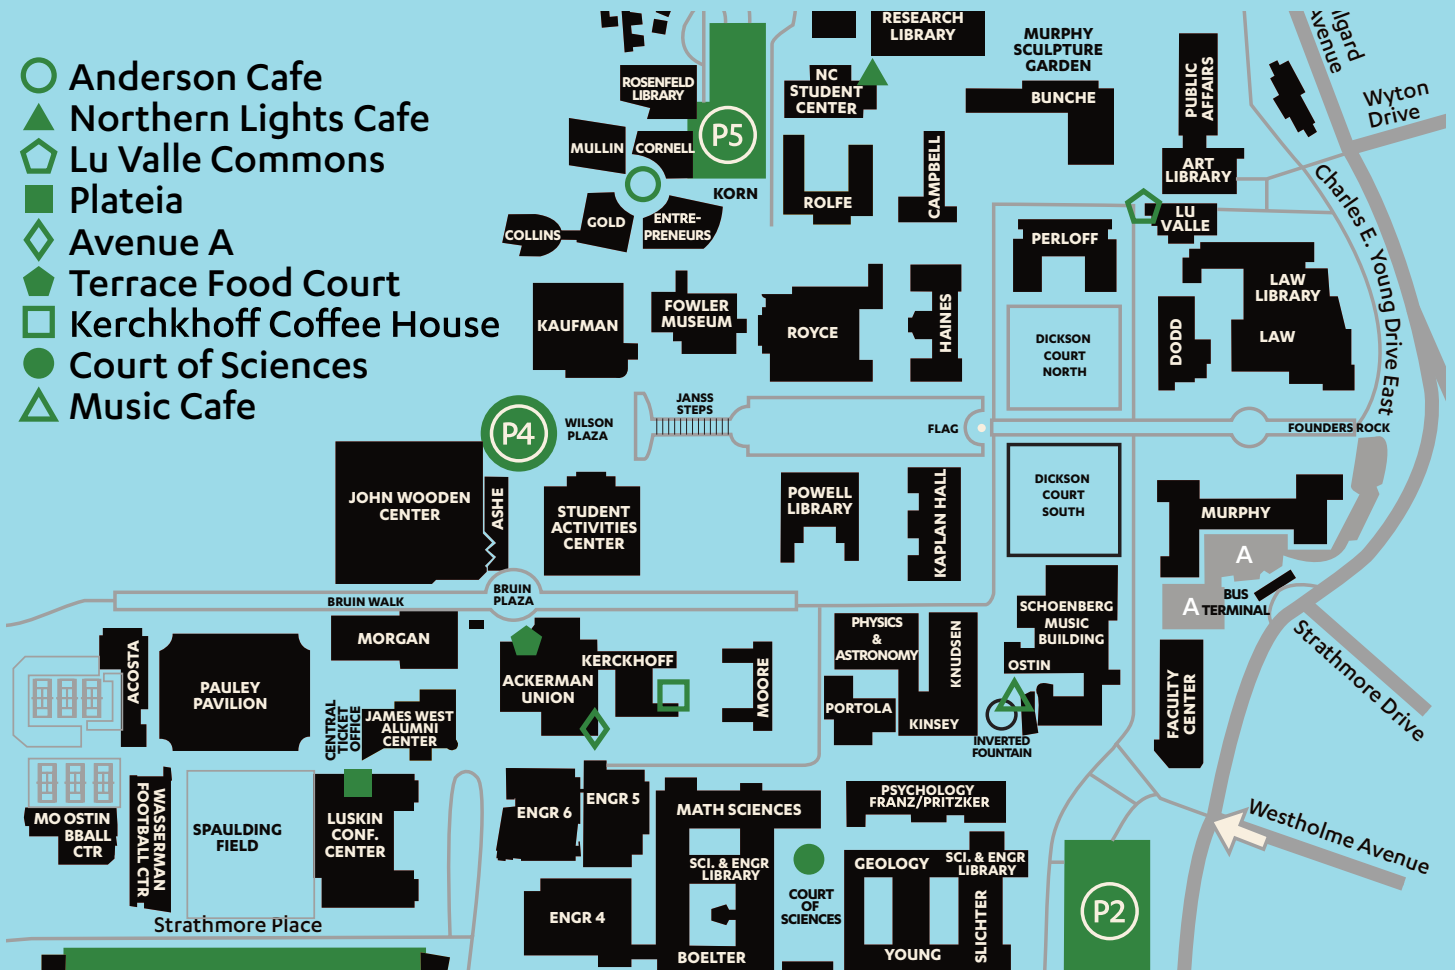 Anderson Cafe
Northern Lights Cafe
Lu Valle Commons
Plateia
Avenue A
Terrace Food Court
Kerchkhoff Coffee House
Court of Sciences
Music Cafe
RESEARCH
LIBRARY
MURPHY
SCULPTURE
GARDEN
ROSENFELD
LIBRARY
NC
STUDENT
CENTER
BUNCHE
PUBLIC
AFFAIRS
Avenue
Wyton
Drive
P5
MULLIN
CORNELL
KORN
ROLFE
CAMPBELL
ART
LIBRARY
Charles E. Young Drive East
COLLINS
GOLD
ENTRE-
PRENEURS
PERLOFF
LU
VALLE
KAUFMAN
FOWLER
MUSEUM
ROYCE
HAINES
DICKSON
COURT
NORTH
DODD
LAW
LIBRARY
LAW
P4
WILSON
PLAZA
JANSS
STEPS
FLAG
FOUNDERS ROCK
JOHN WOODEN
CENTER
ASHE
STUDENT
ACTIVITIES
CENTER
POWELL
LIBRARY
KAPLAN HALL
DICKSON
COURT
SOUTH
MURPHY
A
A
BUS
TERMINAL
BRUIN WALK
BRUIN
PLAZA
MORGAN
ACOSTA
PAULEY
PAVILION
CENTRAL
TICKET
OFFICE
JAMES WEST
ALUMNI
CENTER
ACKERMAN
UNION
KERCKHOFF
MOORE
PHYSICS
&
ASTRONOMY
KNUDSEN
PORTOLA
KINSEY
SCHOENBERG
MUSIC
BUILDING
OSTIN
INVERTED
FOUNTAIN
FACULTY
CENTER
Strathmore Drive
MO OSTIN
BBALL
CTR
WASSERMAN
FOOTBALL CTR
SPAULDING
FIELD
LUSKIN
CONF.
CENTER
ENGR 6
ENGR 5
ENGR 4
MATH SCIENCES
SCI. & ENGR
LIBRARY
BOELTER
COURT
OF
SCIENCES
PSYCHOLOGY
FRANZ/PRITZKER
GEOLOGY
SCI. & ENGR
LIBRARY
YOUNG
SLICHTER
P2
Westholme Avenue
Strathmore Place